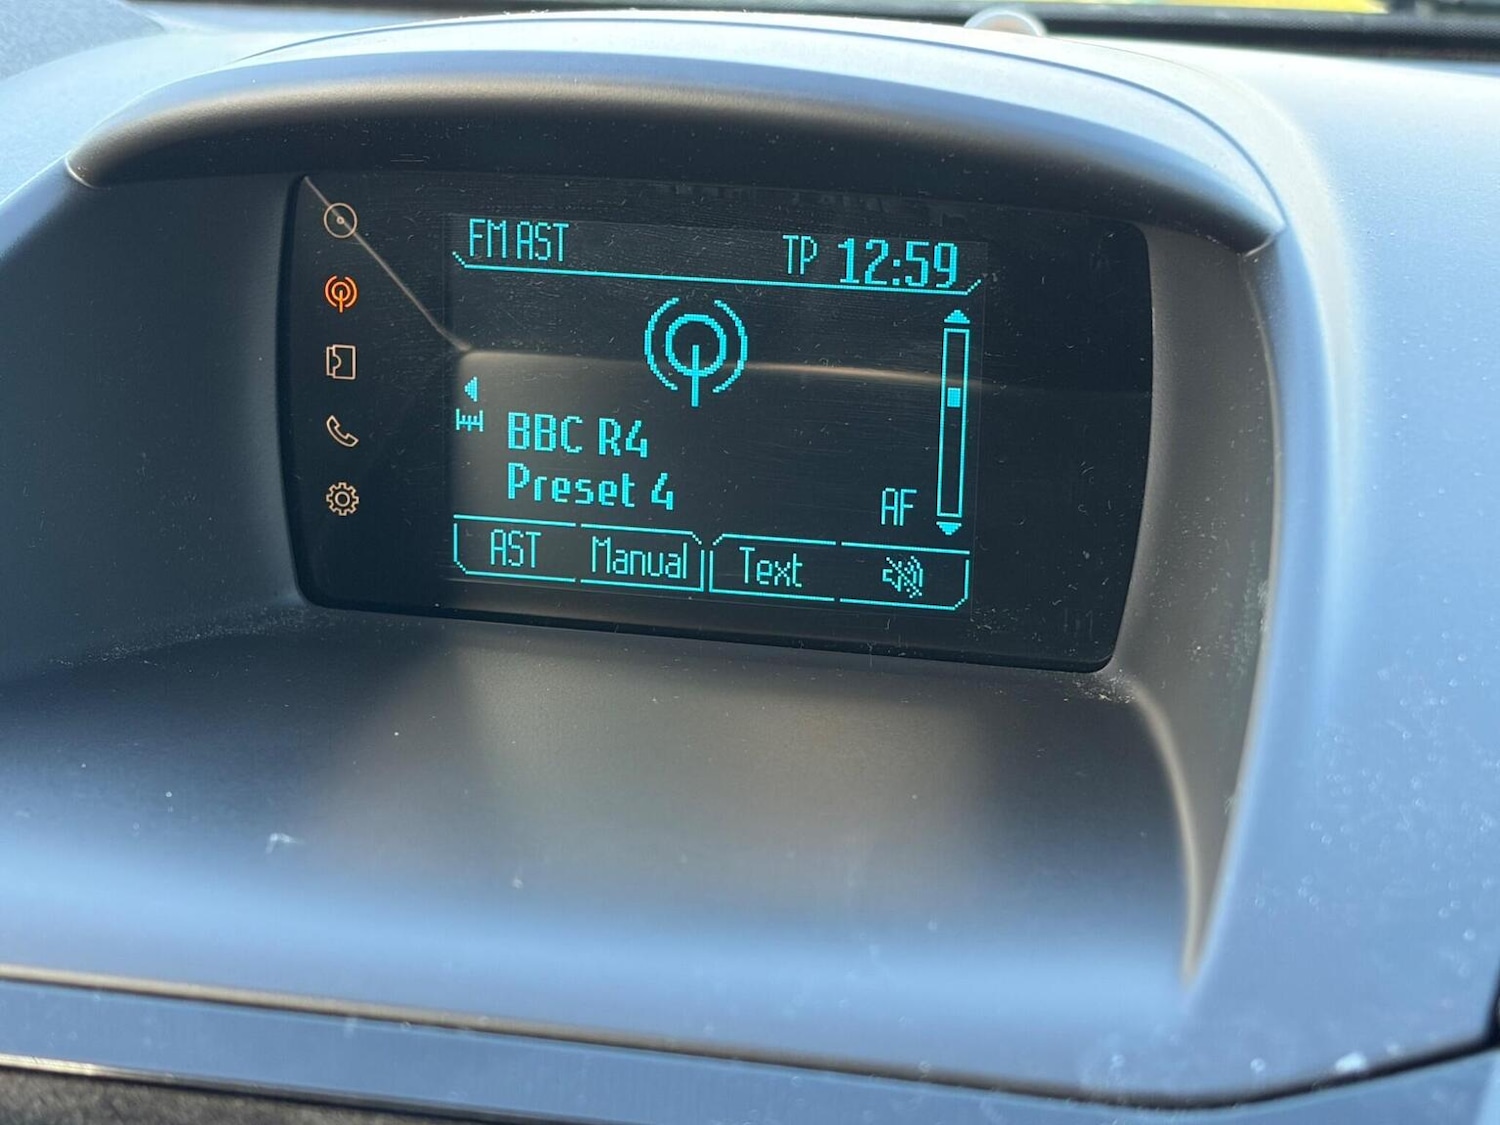 FM AST
TP 12:59
BBC R4
Preset 4
AF
AST Manual Text